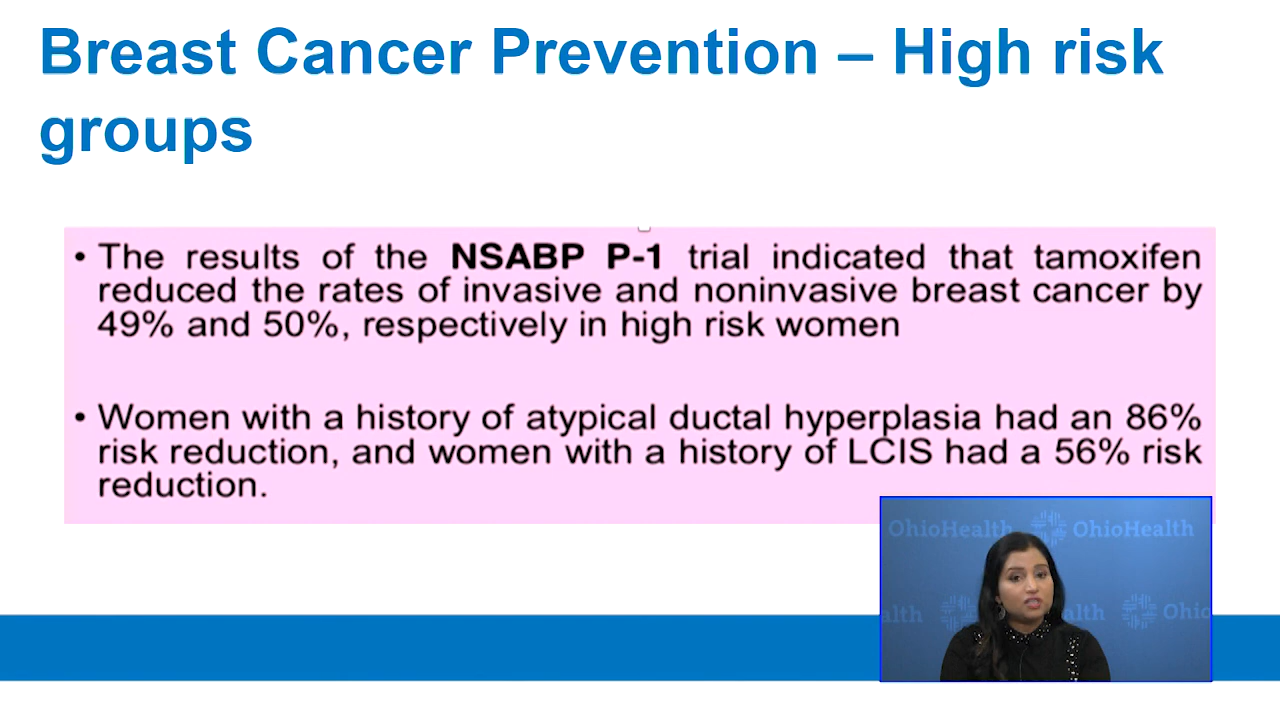 Breast Cancer Prevention – High risk
groups
• The results of the NSABP P-1 trial indicated that tamoxifen
reduced the rates of invasive and noninvasive breast cancer by
49% and 50%, respectively in high risk women
• Women with a history of atypical ductal hyperplasia had an 86%
risk reduction, and women with a history of LCIS had a 56% risk
reduction.
OhioHealth OhioHealth
alth alth Ohio